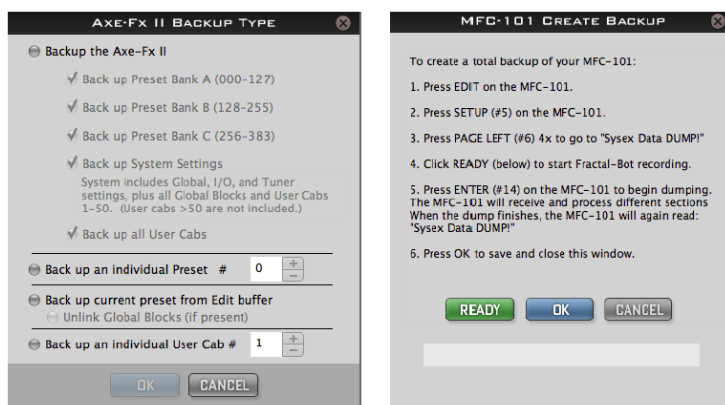 AXE-FX II BACKUP TYPE
Backup the Axe-Fx II
Back up Preset Bank A (000-127)
Back up Preset Bank B (128-255)
Back up Preset Bank C (256-383)
Back up System Settings
System includes Global, I/O, and Tuner
settings, plus all Global Blocks and User Cabs
1-50. (User cabs >50 are not included.)
Back up all User Cabs
Back up an individual Preset # 0
Back up current preset from Edit buffer
Unlink Global Blocks (if present)
Back up an individual User Cab # 1
OK CANCEL
MFC-101 CREATE BACKUP
To create a total backup of your MFC-101:
1. Press EDIT on the MFC-101.
2. Press SETUP (#5) on the MFC-101.
3. Press PAGE LEFT (#6) 4x to go to "Sysex Data DUMP!"
4. Click READY (below) to start Fractal-Bot recording.
5. Press ENTER (#14) on the MFC-101 to begin dumping.
The MFC-101 will receive and process different sections
When the dump finishes, the MFC-101 will again read:
"Sysex Data DUMP!"
6. Press OK to save and close this window.
READY OK CANCEL